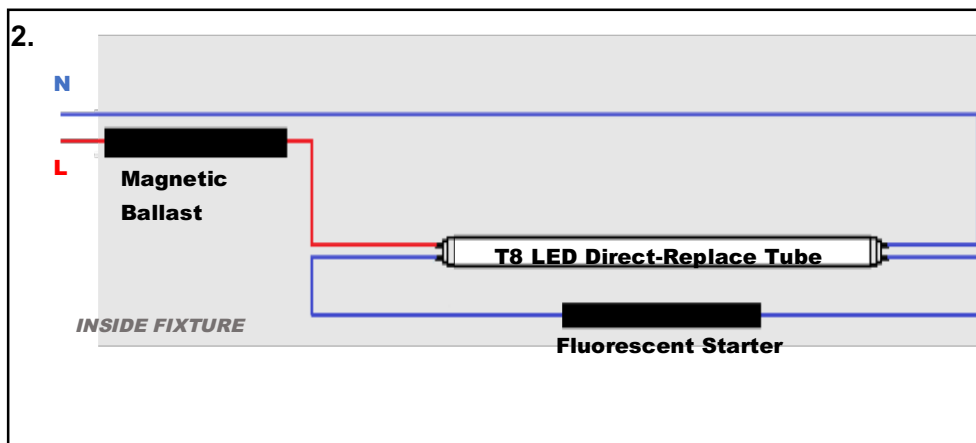 2.
N
L
Magnetic
Ballast
T8 LED Direct-Replace Tube
INSIDE FIXTURE
Fluorescent Starter